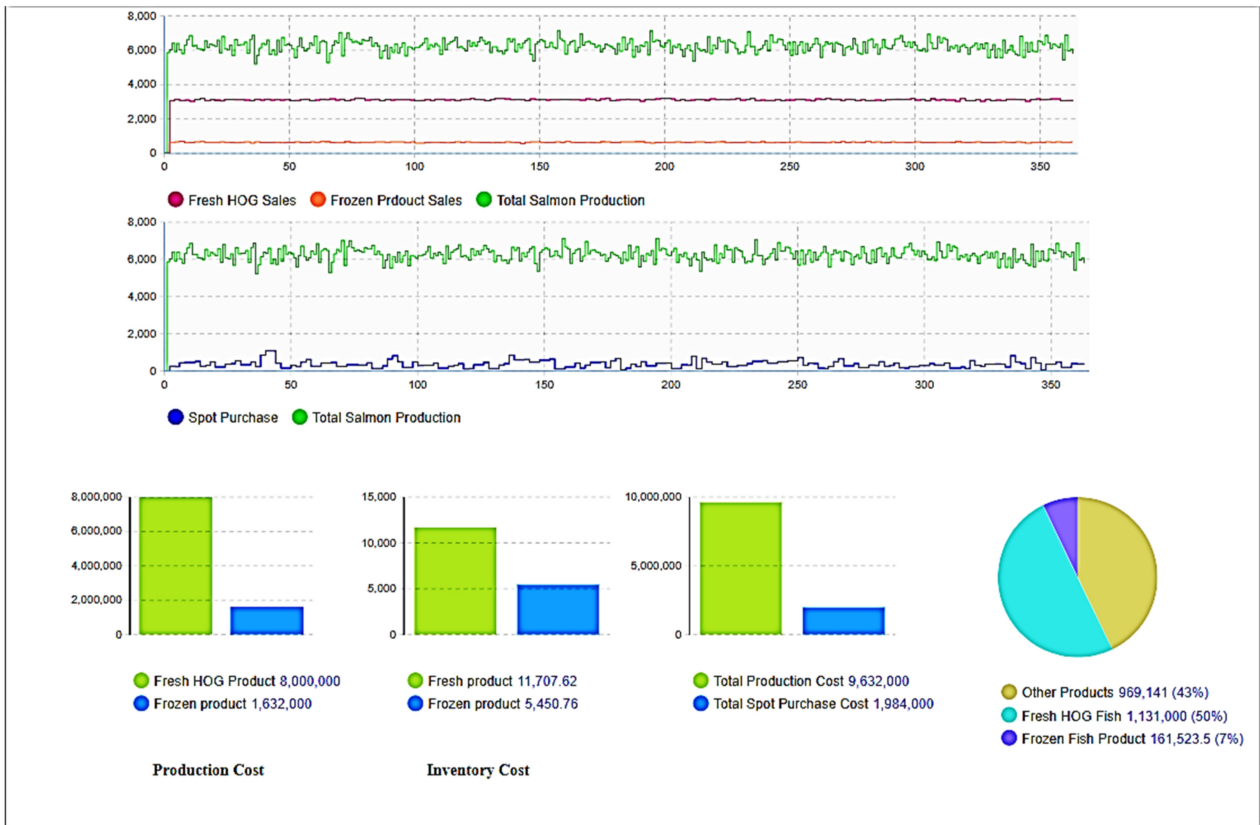 8,000
6,000
4,000
2,000
0
0 50 100 150 200 250 300 350
Fresh HOG Sales Frozen Prdouct Sales Total Salmon Production
8,000
6,000
4,000
2,000
0
0 50 100 150 200 250 300 350
Spot Purchase Total Salmon Production
8,000,000
6,000,000
4,000,000
2,000,000
0
Fresh HOG Product 8,000,000
Frozen product 1,632,000
Production Cost
15,000
10,000
5,000
0
Fresh product 11,707.62
Frozen product 5,450.76
Inventory Cost
10,000,000
5,000,000
0
Total Production Cost 9,632,000
Total Spot Purchase Cost 1,984,000
Other Products 969,141 (43%)
Fresh HOG Fish 1,131,000 (50%)
Frozen Fish Product 161,523.5 (7%)